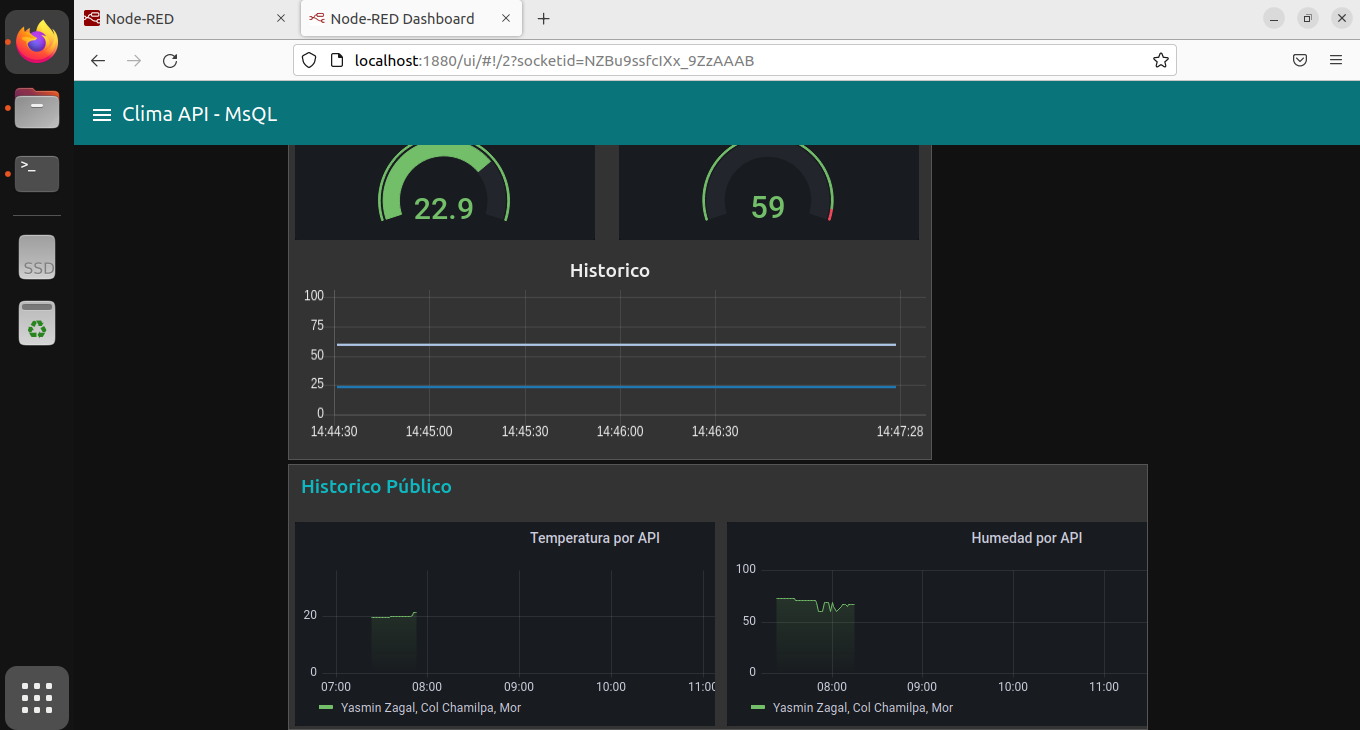 Node-RED
Node-RED Dashboard
localhost:1880/ui/#!/2?socketid=NZBu9ssfcIXx_9ZzAAAB
Clima API - MsQL
22.9
59
Historico
100
75
50
25
0
14:44:30 14:45:00 14:45:30 14:46:00 14:46:30 14:47:28
Historico Público
Temperatura por API
20
0
07:00 08:00 09:00 10:00 11:00
Yasmin Zagal, Col Chamilpa, Mor
Humedad por API
100
50
0
08:00 09:00 10:00 11:00
Yasmin Zagal, Col Chamilpa, Mor
>_
SSD